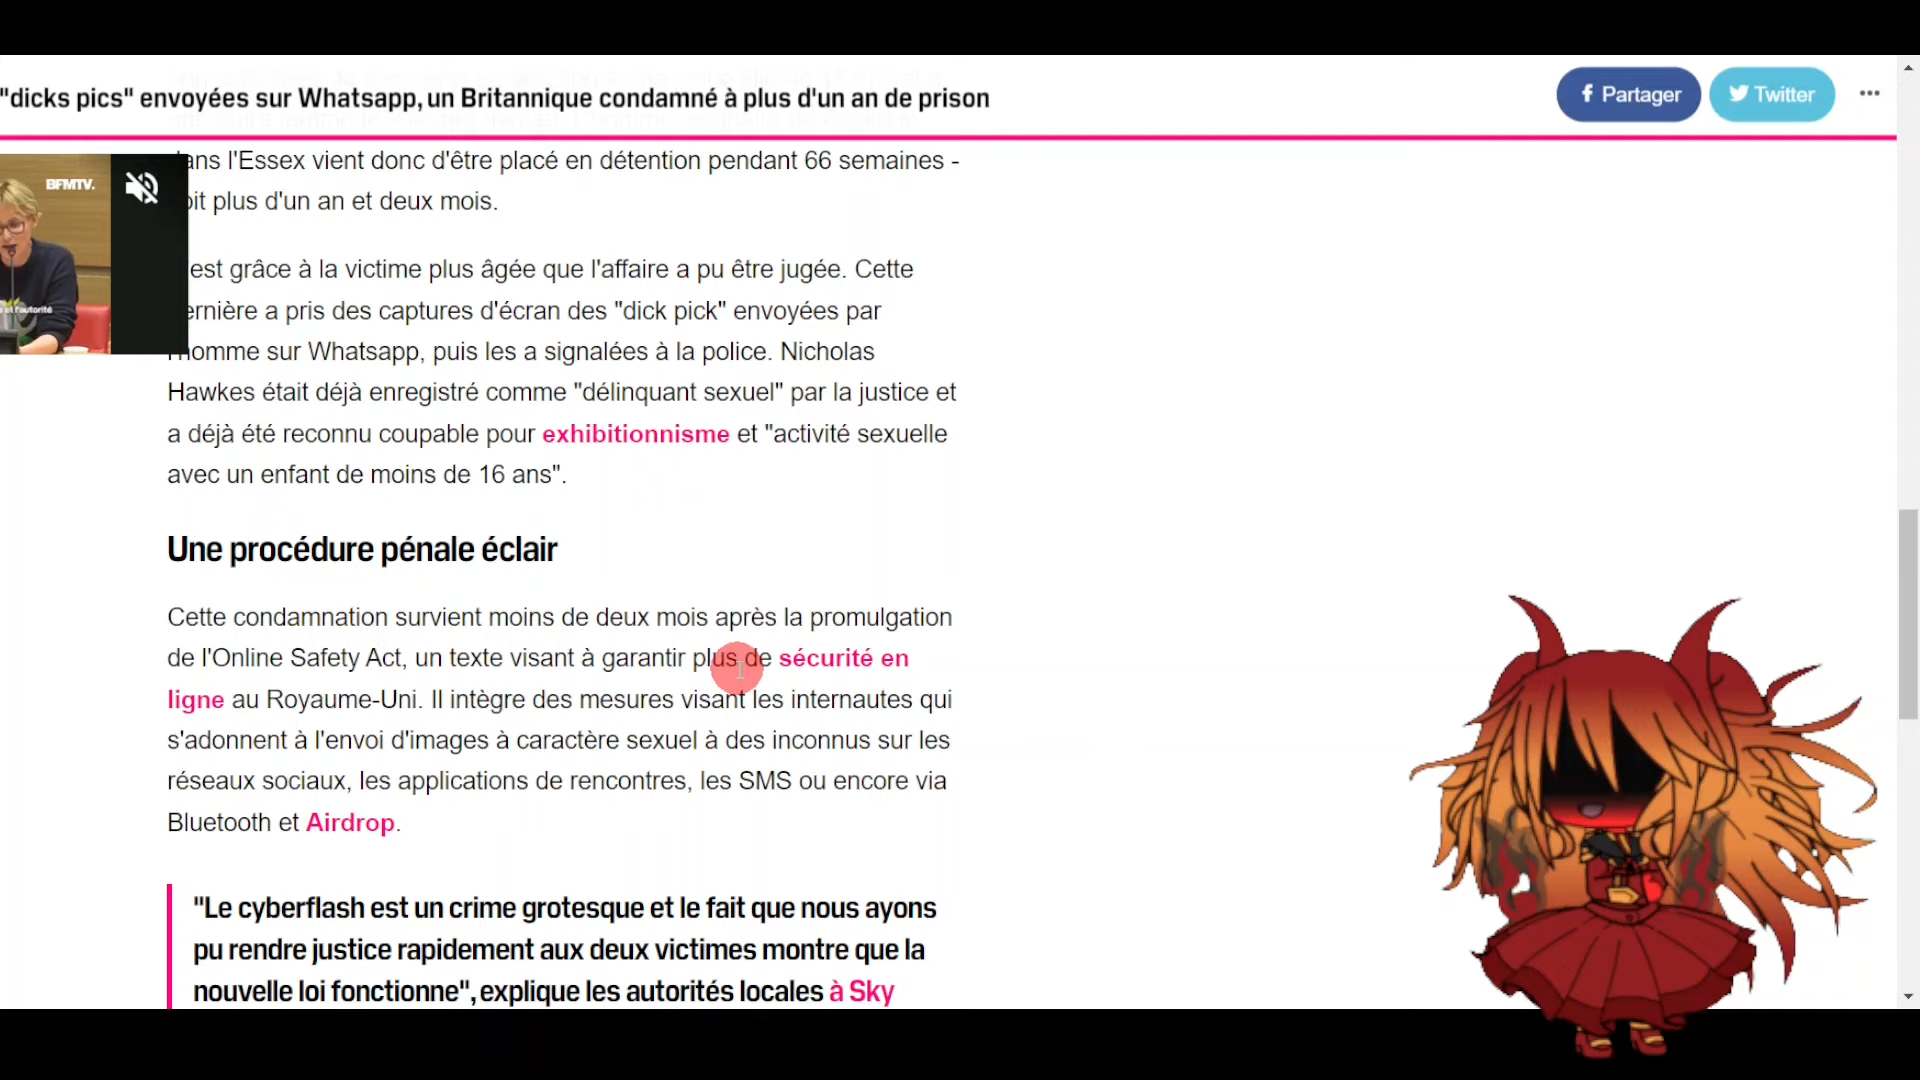 "dicks pics" envoyées sur Whatsapp, un Britannique condamné à plus d'un an de prison
Partager
Twitter
dans l'Essex vient donc d'être placé en détention pendant 66 semaines -
oit plus d'un an et deux mois.
BFMTV.
et l'autorité
est grâce à la victime plus âgée que l'affaire a pu être jugée. Cette
ernière a pris des captures d'écran des "dick pick" envoyées par
l'homme sur Whatsapp, puis les a signalées à la police. Nicholas
Hawkes était déjà enregistré comme "délinquant sexuel" par la justice et
a déjà été reconnu coupable pour exhibitionnisme et "activité sexuelle
avec un enfant de moins de 16 ans".
Une procédure pénale éclair
Cette condamnation survient moins de deux mois après la promulgation
de l'Online Safety Act, un texte visant à garantir plus de sécurité en
ligne au Royaume-Uni. Il intègre des mesures visant les internautes qui
s'adonnent à l'envoi d'images à caractère sexuel à des inconnus sur les
réseaux sociaux, les applications de rencontres, les SMS ou encore via
Bluetooth et Airdrop.
"Le cyberflash est un crime grotesque et le fait que nous ayons
pu rendre justice rapidement aux deux victimes montre que la
nouvelle loi fonctionne", explique les autorités locales à Sky